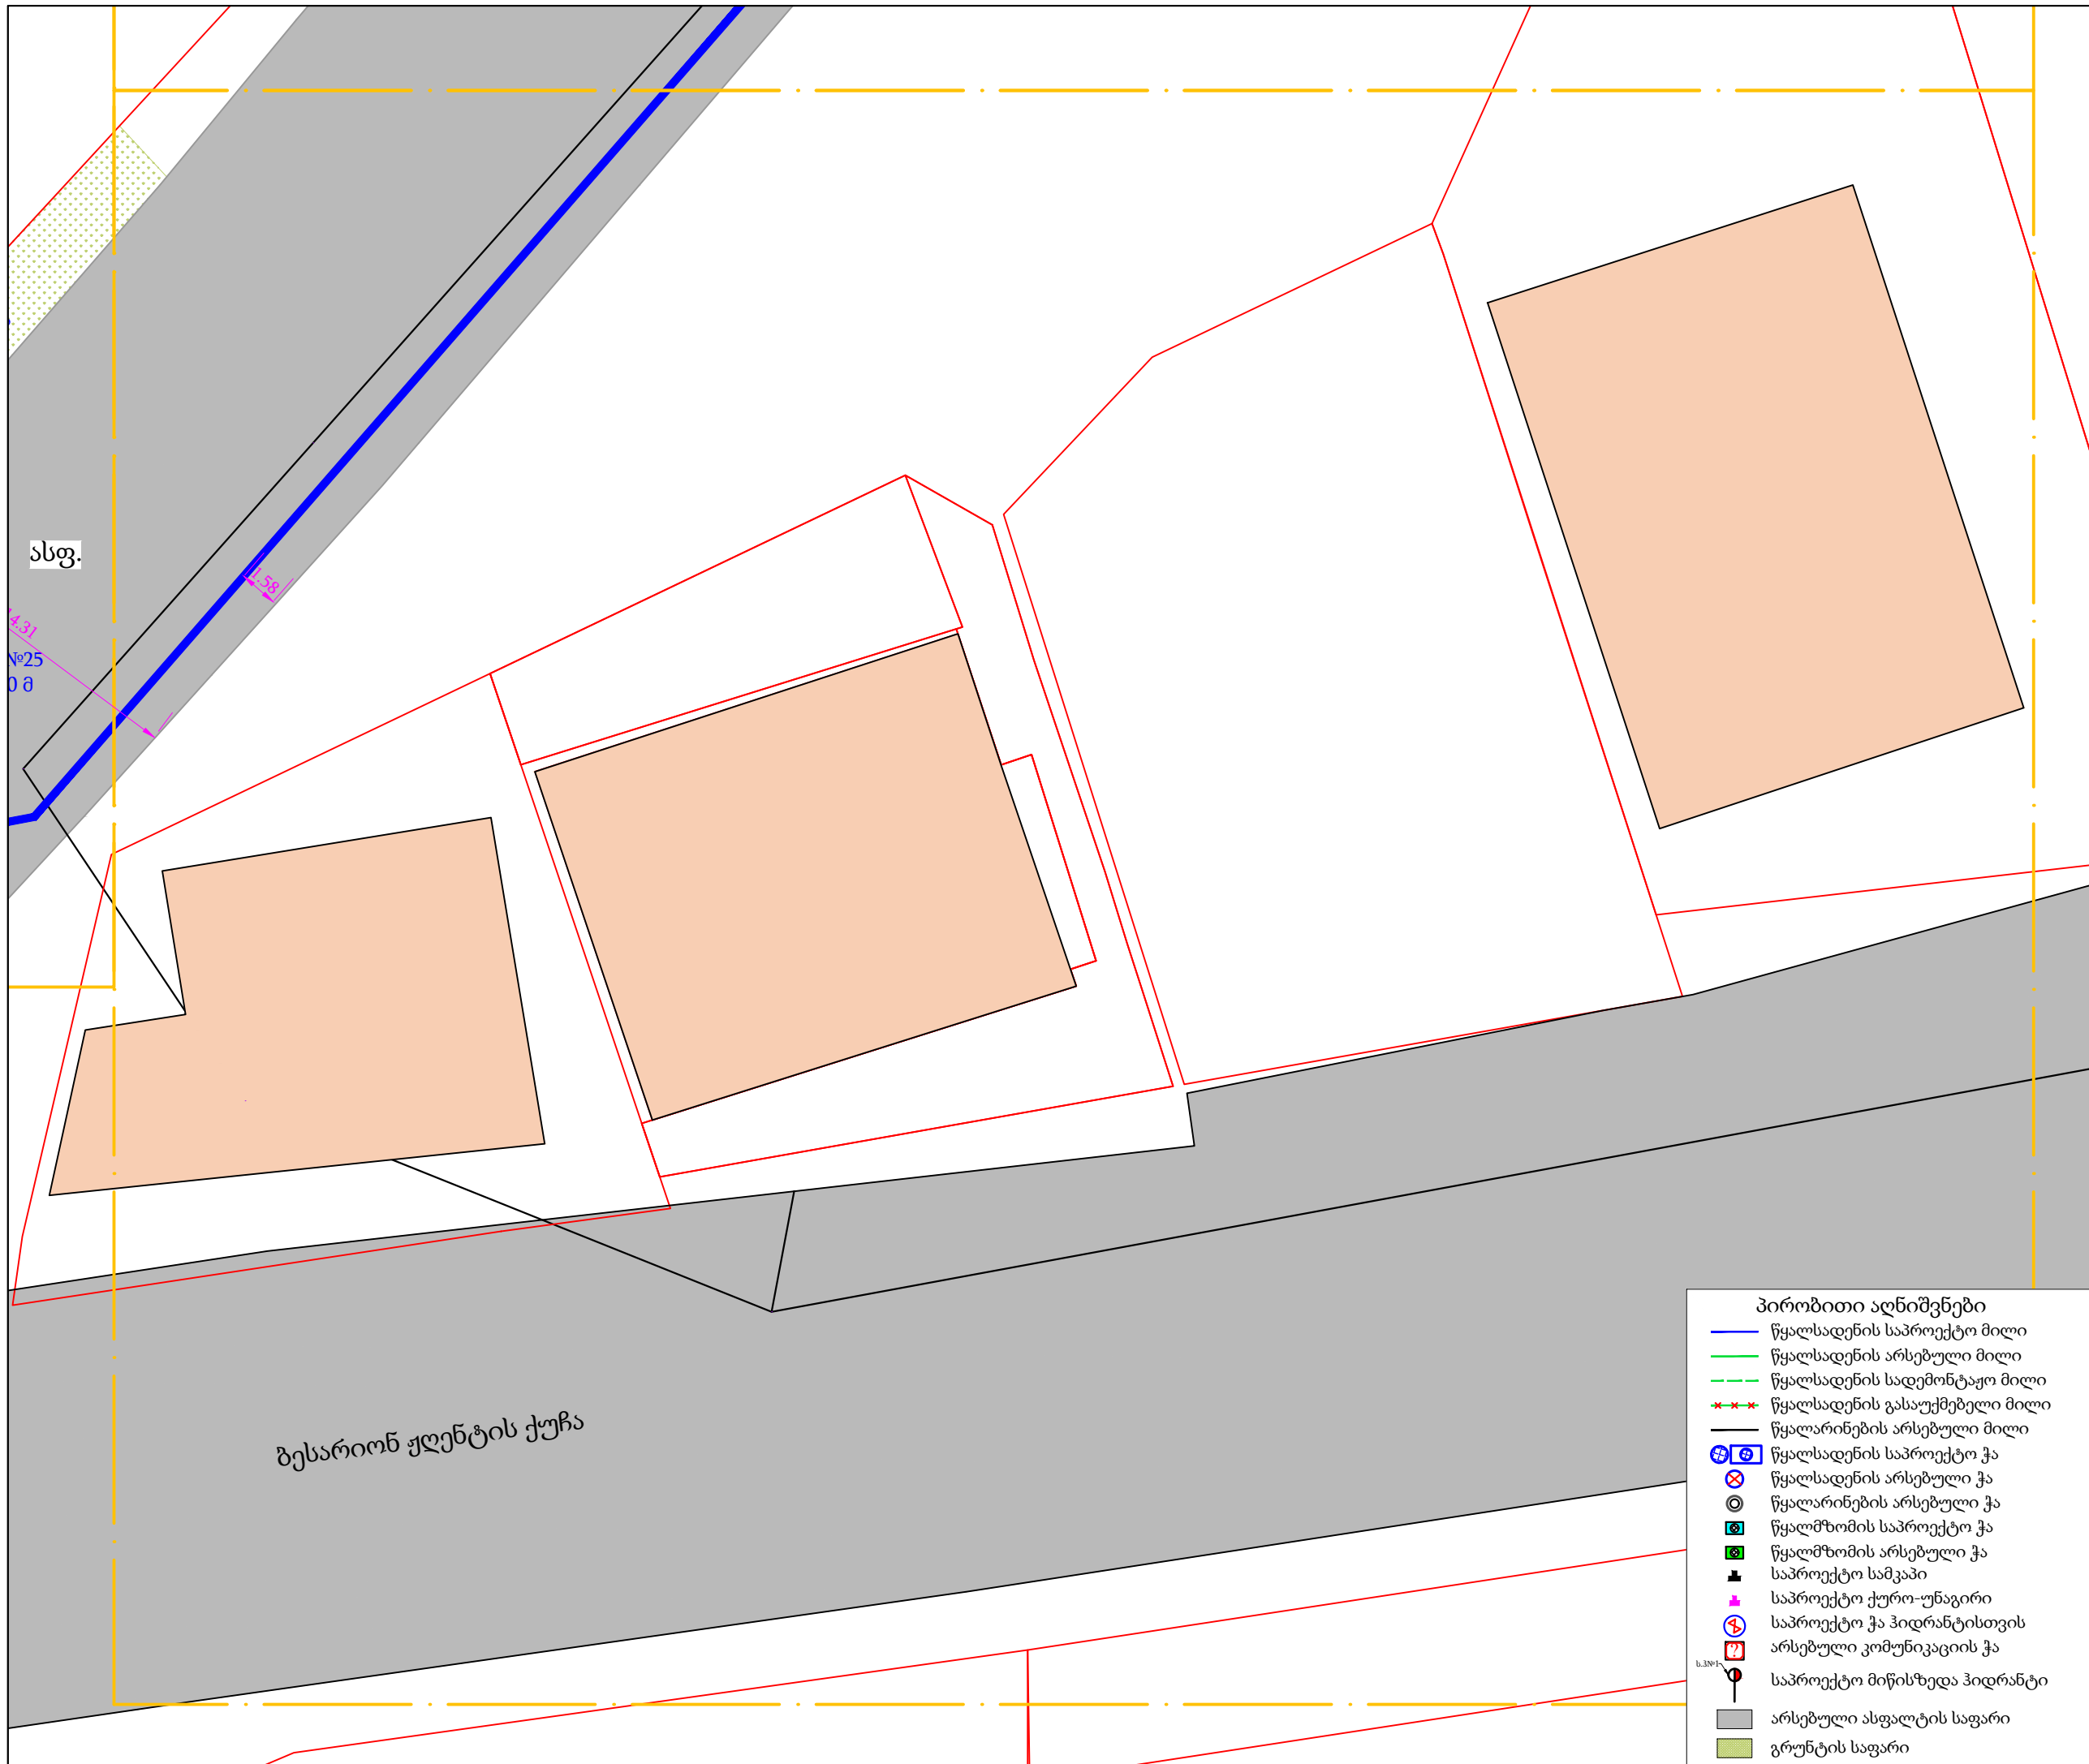 ასფ.
1.58
4.31
№25
0 მ
ბესარიონ ჟღენტის ქუჩა
პირობითი აღნიშვნები
წყალსადენის საპროექტო მილი
წყალსადენის არსებული მილი
წყალსადენის სადემონტაჟო მილი
წყალსადენის გასაუქმებელი მილი
წყალარინების არსებული მილი
წყალსადენის საპროექტო ჭა
წყალსადენის არსებული ჭა
წყალარინების არსებული ჭა
წყალმზომის საპროექტო ჭა
წყალმზომის არსებული ჭა
საპროექტო სამკაპი
საპროექტო ქურო-უნაგირი
საპროექტო ჭა ჰიდრანტისთვის
?
არსებული კომუნიკაციის ჭა
საპროექტო მიწისზედა ჰიდრანტი
არსებული ასფალტის საფარი
გრუნტის საფარი